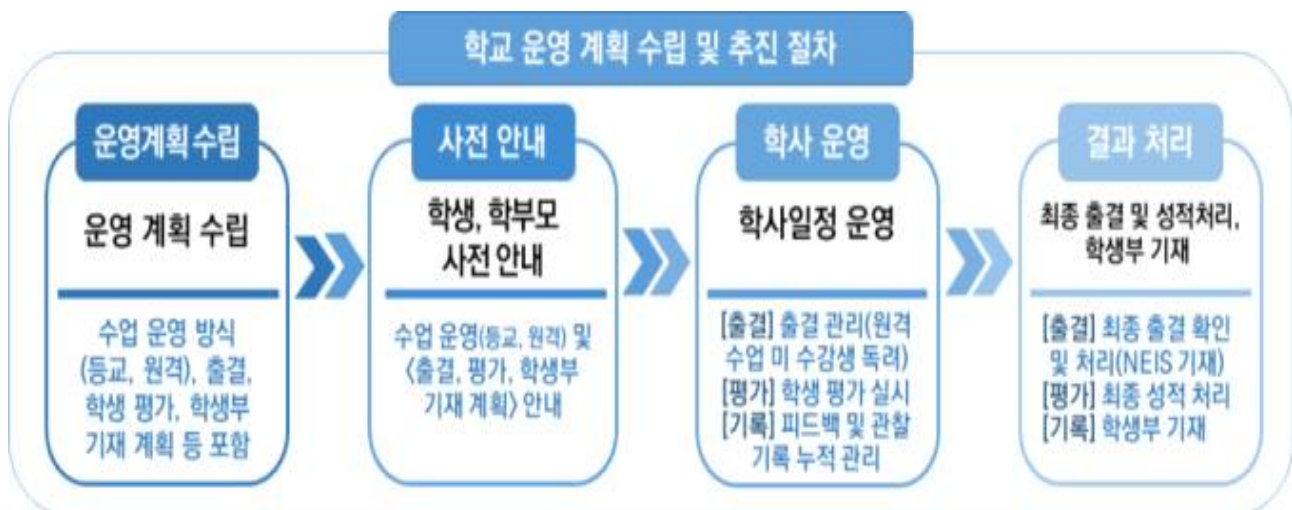 학교 운영 계획 수립 및 추진 절차
운영계획 수립
운영 계획 수립
수업 운영 방식
(등교, 원격), 출결,
학생 평가, 학생부
기재 계획 등 포함
사전 안내
학생, 학부모
사전 안내
수업 운영(등교, 원격) 및
<출결, 평가, 학생부
기재 계획> 안내
학사 운영
학사일정 운영
[출결] 출결 관리(원격
수업 미 수강생 독려)
[평가] 학생 평가 실시
[기록] 피드백 및 관찰
기록 누적 관리
결과 처리
최종 출결 및 성적처리,
학생부 기재
[출결] 최종 출결 확인
및 처리(NEIS 기재)
[평가] 최종 성적 처리
[기록] 학생부 기재